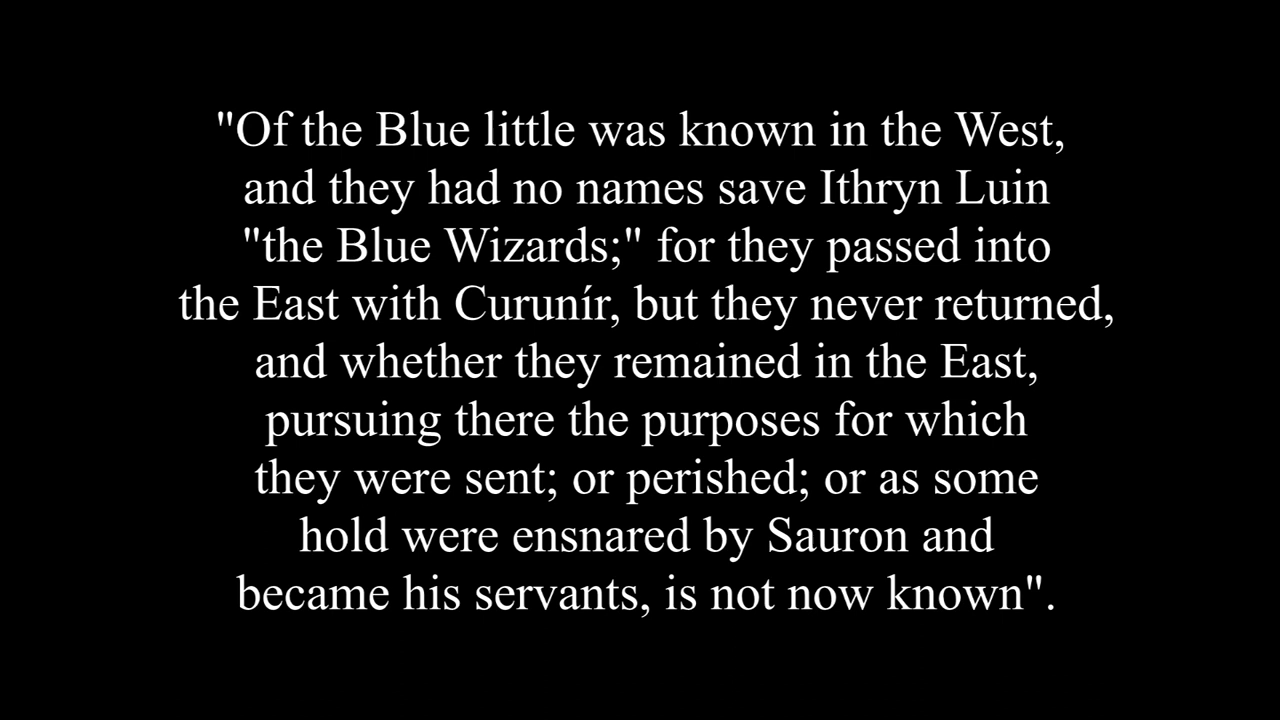 "Of the Blue little was known in the West,
and they had no names save Ithryn Luin
"the Blue Wizards;" for they passed into
the East with Curunír, but they never returned,
and whether they remained in the East,
pursuing there the purposes for which
they were sent; or perished; or as some
hold were ensnared by Sauron and
became his servants, is not now known".